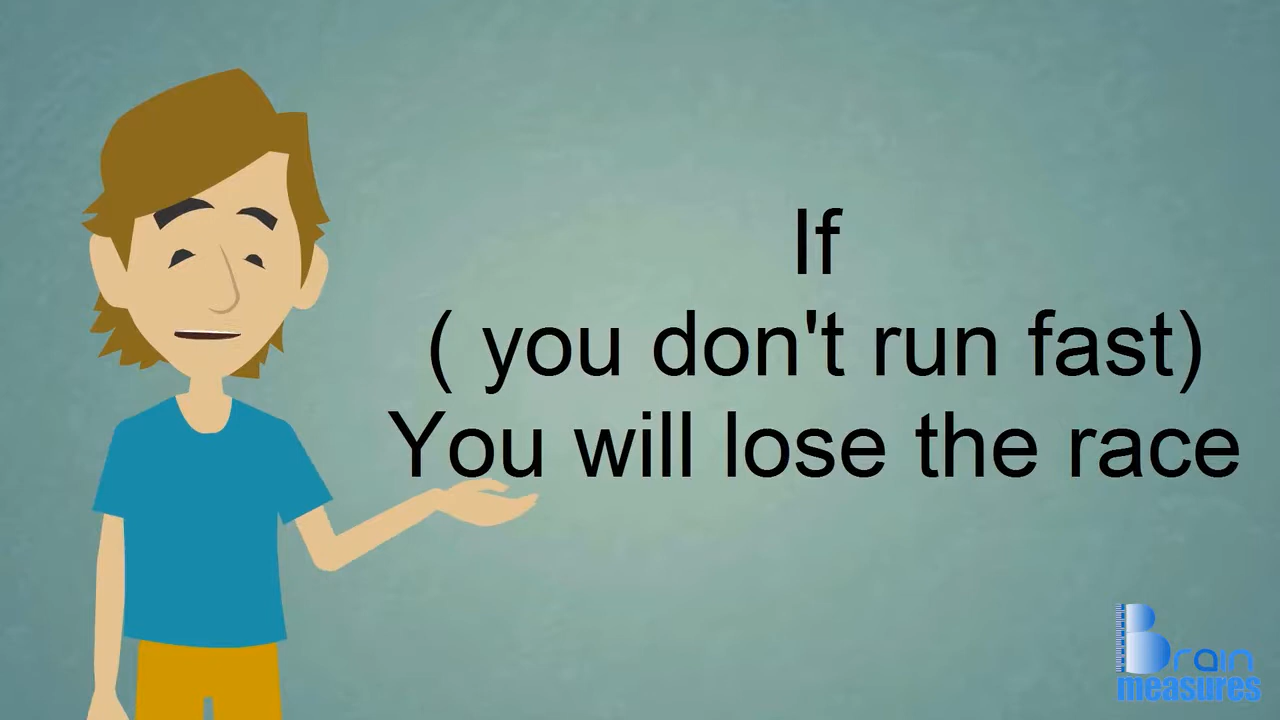 If
( you don't run fast)
You will lose the race
Brain
measures